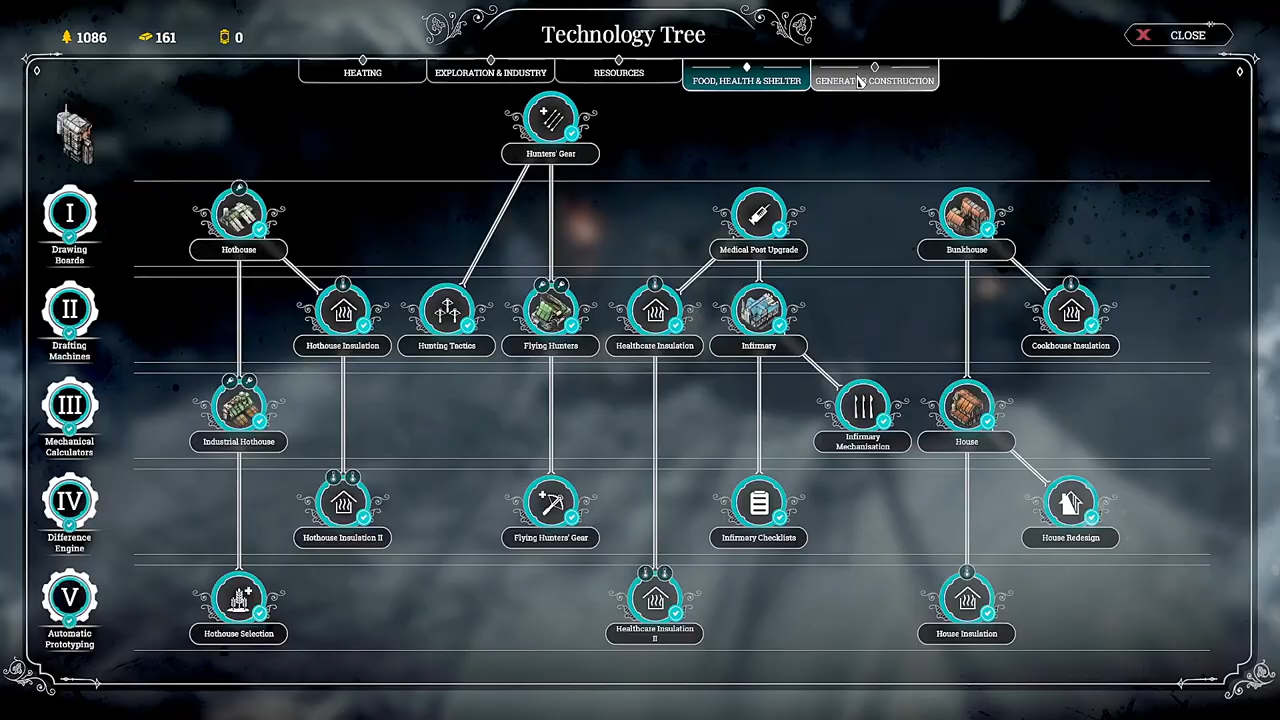 1086 161 0
Technology Tree
CLOSE
HEATING
EXPLORATION & INDUSTRY
RESOURCES
FOOD, HEALTH & SHELTER
GENERATOR CONSTRUCTION
Hunters' Gear
I
Drawing
Boards
Hothouse
Medical Post Upgrade
Bunkhouse
II
Drafting
Machines
Hothouse Insulation
Hunting Tactics
Flying Hunters
Healthcare Insulation
Infirmary
Cookhouse Insulation
III
Mechanical
Calculators
Industrial Hothouse
Infirmary
Mechanisation
House
IV
Difference
Engine
Hothouse Insulation II
Flying Hunters' Gear
Infirmary Checklists
House Redesign
V
Automatic
Prototyping
Hothouse Selection
Healthcare Insulation
II
House Insulation